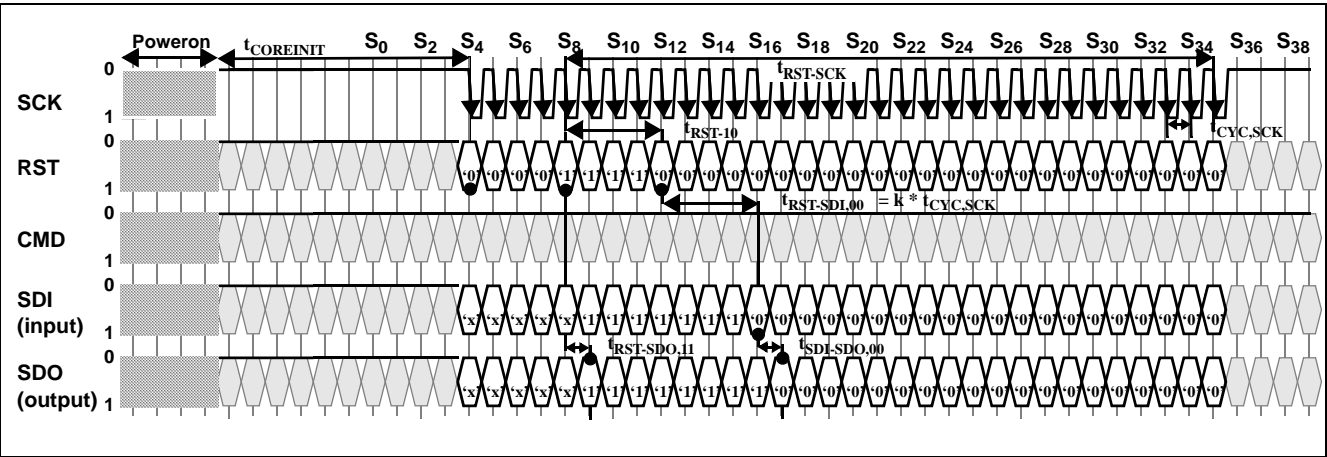 Poweron tCOREINIT S0 S2 S4 S6 S8 S10 S12 S14 S16 S18 S20 S22 S24 S26 S28 S30 S32 S34 S36 S38
0
tRST-SCK
SCK
1
tRST-10 tCYC,SCK
0
RST ‘0’ ‘0’ ‘0’ ‘0’ ‘1’ ‘1’ ‘1’ ‘1’ ‘0’ ‘0’ ‘0’ ‘0’ ‘0’ ‘0’ ‘0’ ‘0’ ‘0’ ‘0’ ‘0’ ‘0’ ‘0’ ‘0’ ‘0’ ‘0’ ‘0’ ‘0’ ‘0’ ‘0’ ‘0’ ‘0’ ‘0’ ‘0’
1
tRST-SDI,00 = k * tCYC,SCK
0
CMD
1
0
SDI
(input) ‘x’ ‘x’ ‘x’ ‘x’ ‘x’ ‘1’ ‘1’ ‘1’ ‘1’ ‘1’ ‘1’ ‘1’ ‘0’ ‘0’ ‘0’ ‘0’ ‘0’ ‘0’ ‘0’ ‘0’ ‘0’ ‘0’ ‘0’ ‘0’ ‘0’ ‘0’ ‘0’ ‘0’ ‘0’ ‘0’ ‘0’ ‘0’
1
tRST-SDO,11 tSDI-SDO,00
0
SDO
(output) ‘x’ ‘x’ ‘x’ ‘x’ ‘x’ ‘1’ ‘1’ ‘1’ ‘1’ ‘1’ ‘1’ ‘1’ ‘1’ ‘0’ ‘0’ ‘0’ ‘0’ ‘0’ ‘0’ ‘0’ ‘0’ ‘0’ ‘0’ ‘0’ ‘0’ ‘0’ ‘0’ ‘0’ ‘0’ ‘0’ ‘0’ ‘0’
1